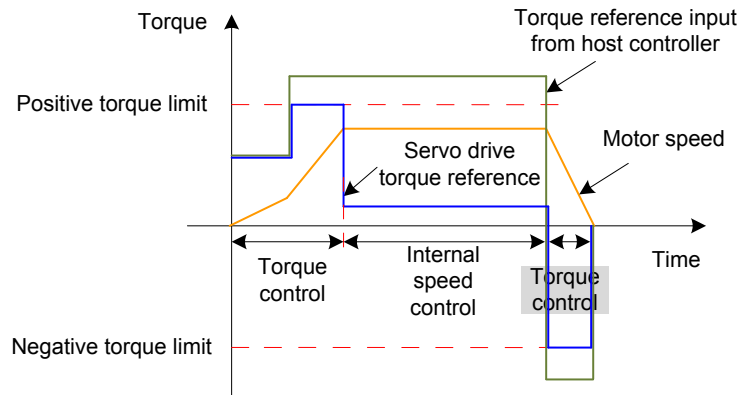 Torque
Torque reference input
from host controller
Positive torque limit
Motor speed
Servo drive
torque reference
Time
Torque
control
Internal
speed
control
Torque
control
Negative torque limit